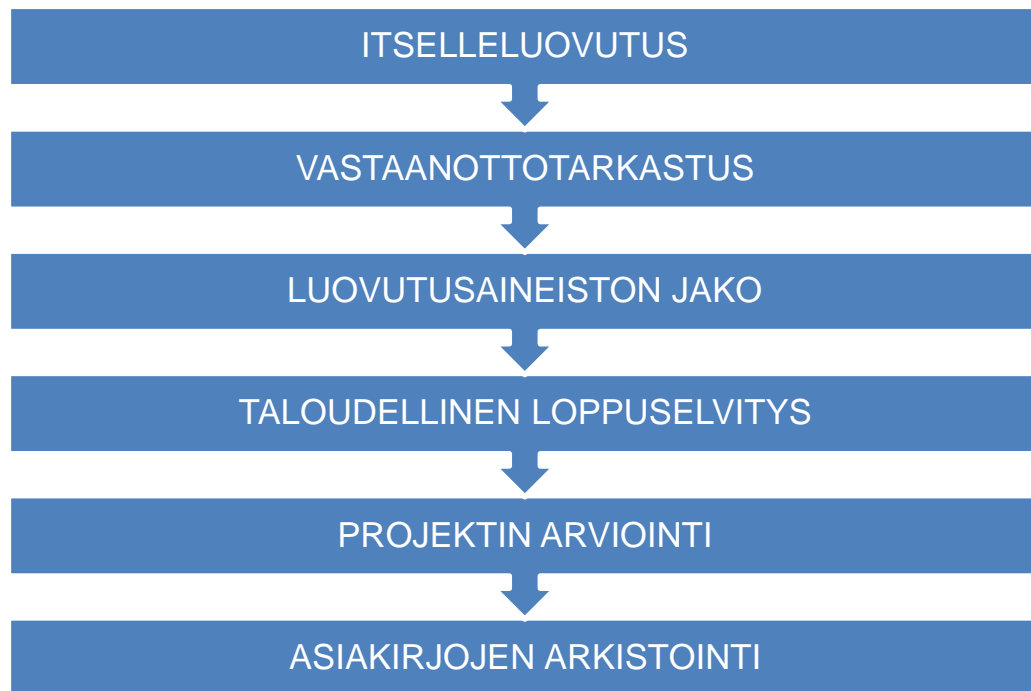 ITSELLELUOVUTUS
VASTAANOTTOTARKASTUS
LUOVUTUSAINEISTON JAKO
TALOUDELLINEN LOPPUSELVITYS
PROJEKTIN ARVIOINTI
ASIAKIRJOJEN ARKISTOINTI